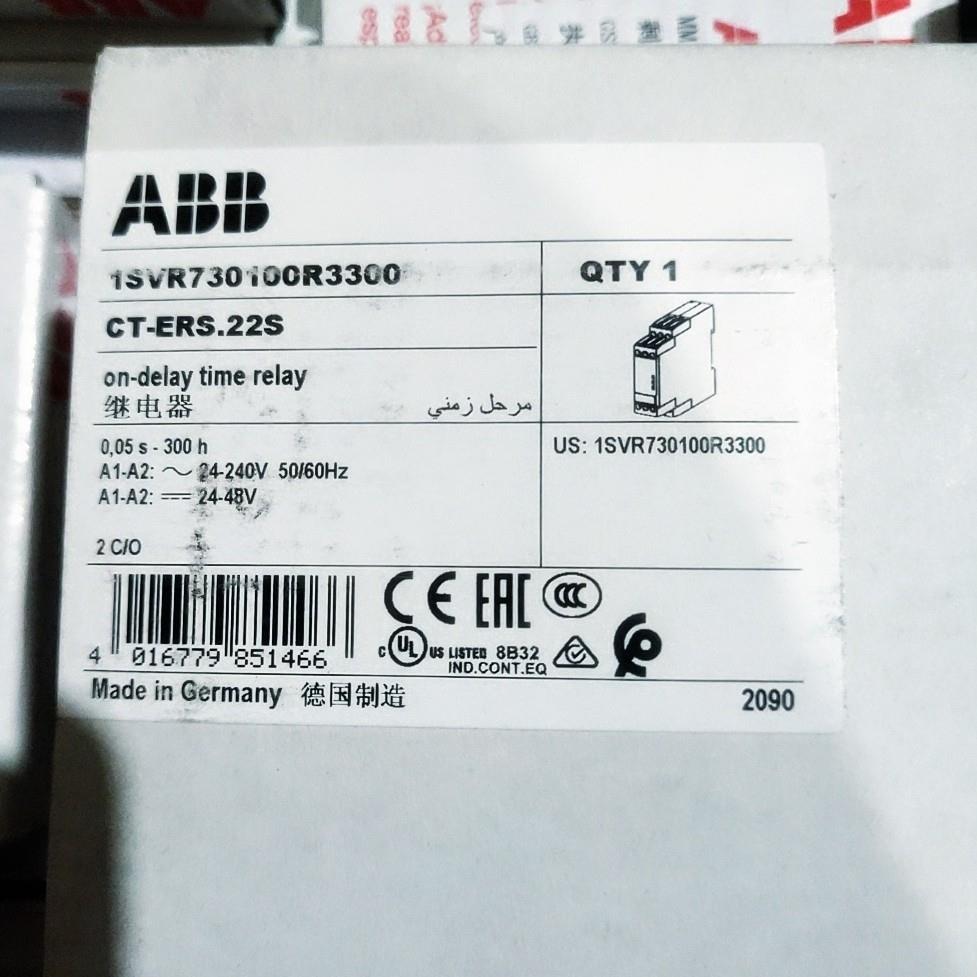 ABB
1SVR730100R3300
QTY 1
CT-ERS.22S
on-delay time relay
继电器
مرحل زمني
0,05 s - 300 h
A1-A2: ~ 24-240V 50/60Hz
A1-A2: ⎓ 24-48V
2 C/O
US: 1SVR730100R3300
CE EAC CCC
C UL US LISTED 8B32
IND.CONT.EQ
4 016779 851466
Made in Germany 德国制造
2090